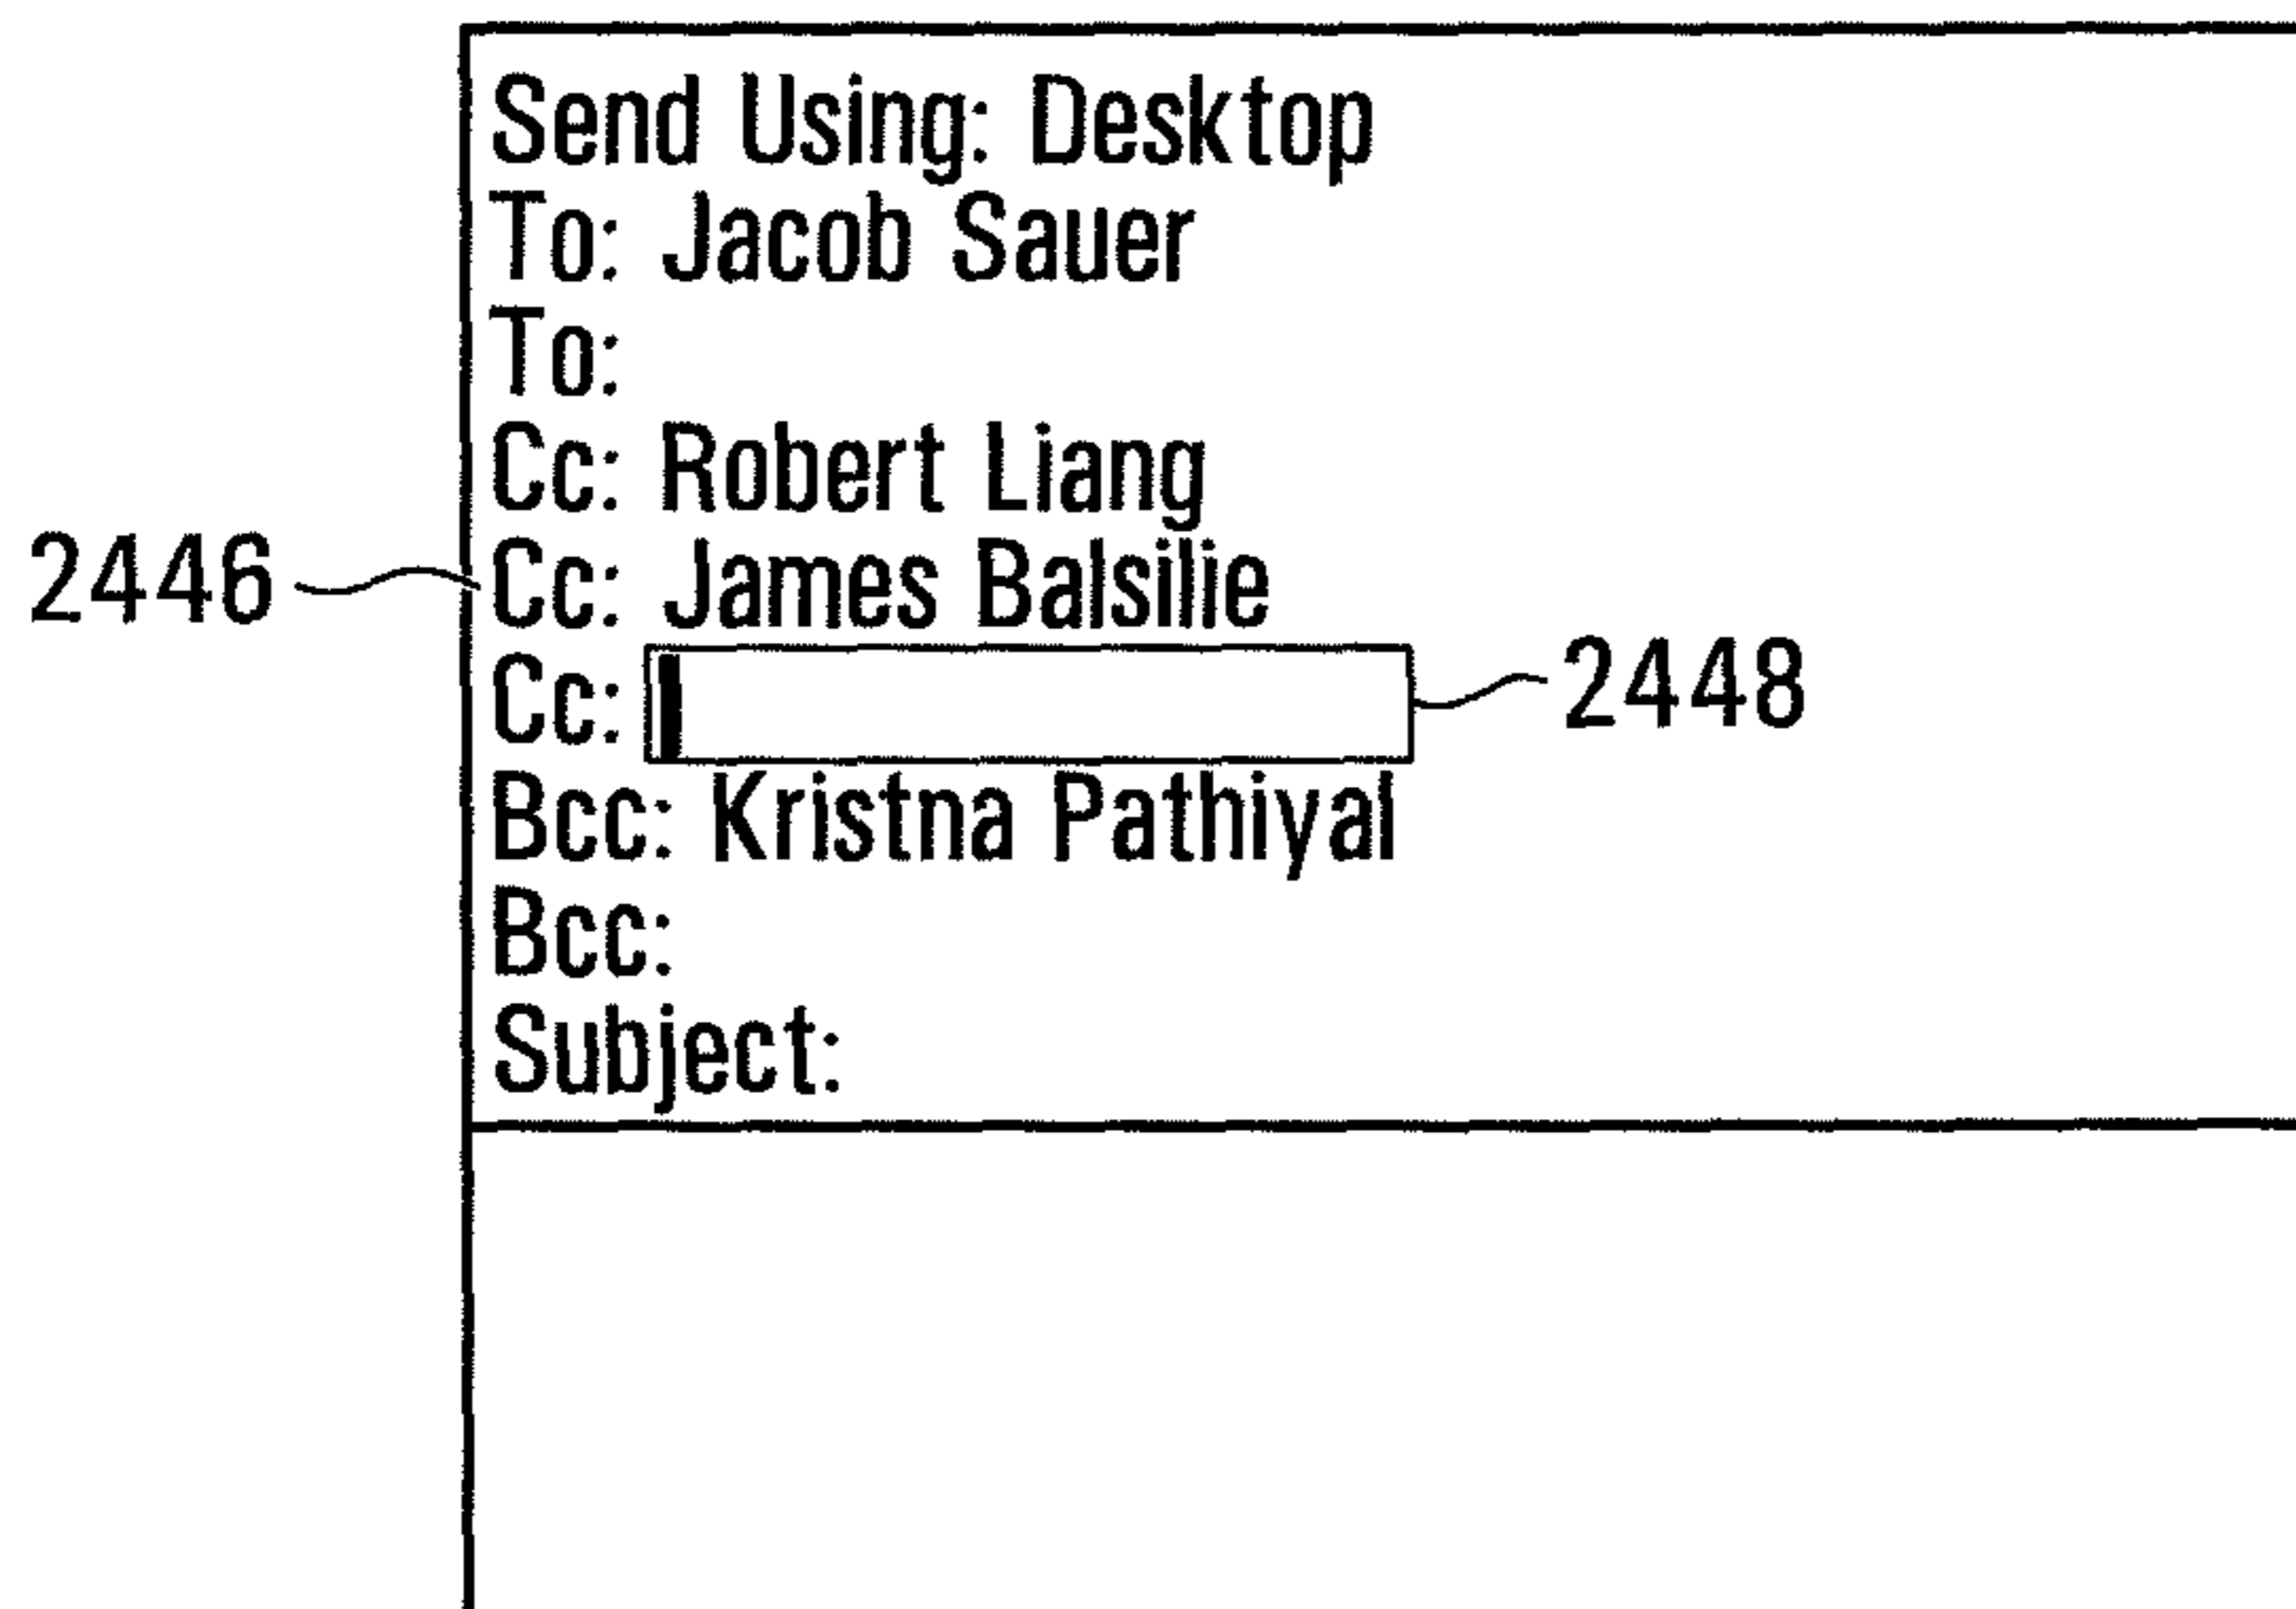 Send Using: Desktop
To: Jacob Sauer
To:
Cc: Robert Liang
2446
Cc: James Balsilie
Cc:
2448
Bcc: Kristna Pathiyal
Bcc:
Subject: